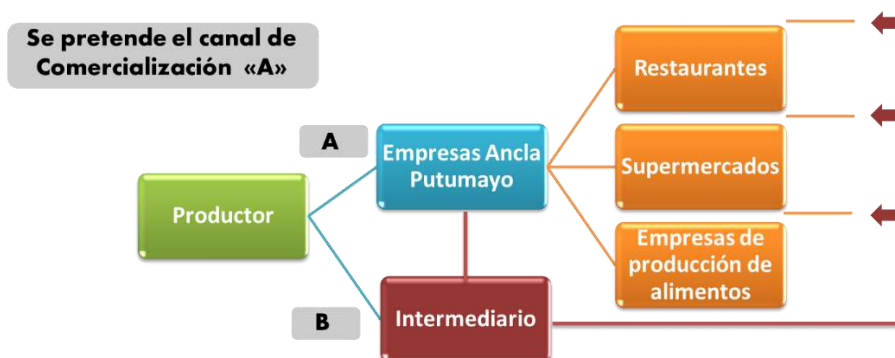 Se pretende el canal de
Comercialización «A»
Restaurantes
A
Empresas Ancla
Putumayo
Supermercados
Productor
Empresas de
producción de
alimentos
B
Intermediario